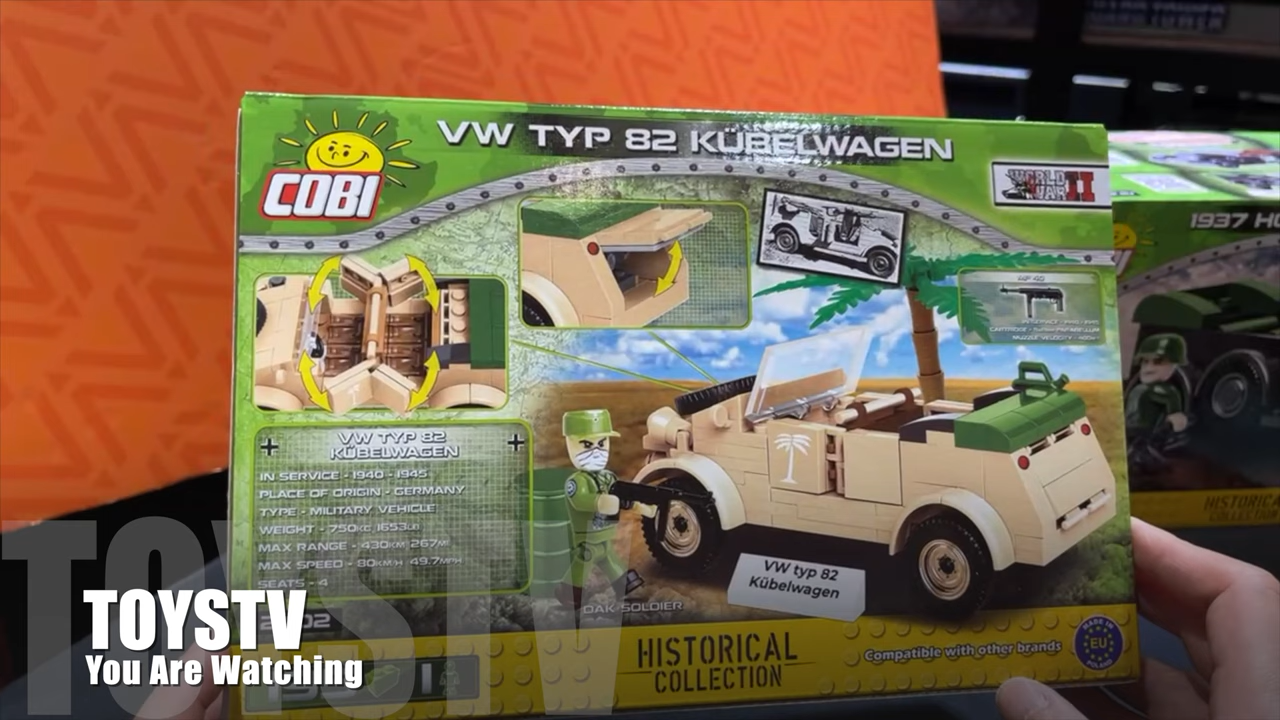 VW TYP 82 KÜBELWAGEN
COBI
WORLD WAR II
1937 H
MP 40
VW TYP 82
KÜBELWAGEN
IN SERVICE - 1940 - 1945
PLACE OF ORIGIN - GERMANY
TYPE - MILITARY VEHICLE
WEIGHT - 750KG 1653LB
MAX RANGE - 430KM 267MI
MAX SPEED - 80KM/H 49.7MPH
SEATS - 4
VW typ 82
Kübelwagen
DAK SOLDIER
HISTORICAL
COLLECTION
Compatible with other brands
MADE IN
EU
POLAND
HISTORICAL
TOYSTV
You Are Watching
TOYSTV